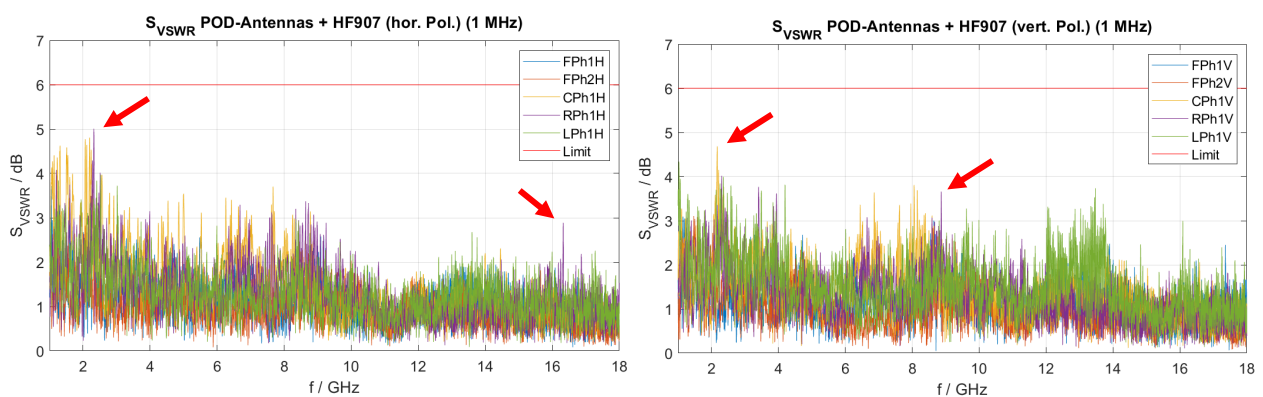 S_VSWR POD-Antennas + HF907 (hor. Pol.) (1 MHz)
7
6
5
4
3
2
1
0
S_VSWR / dB
FPh1H
FPh2H
CPh1H
RPh1H
LPh1H
Limit
2 4 6 8 10 12 14 16 18
f / GHz
S_VSWR POD-Antennas + HF907 (vert. Pol.) (1 MHz)
7
6
5
4
3
2
1
0
S_VSWR / dB
FPh1V
FPh2V
CPh1V
RPh1V
LPh1V
Limit
2 4 6 8 10 12 14 16 18
f / GHz